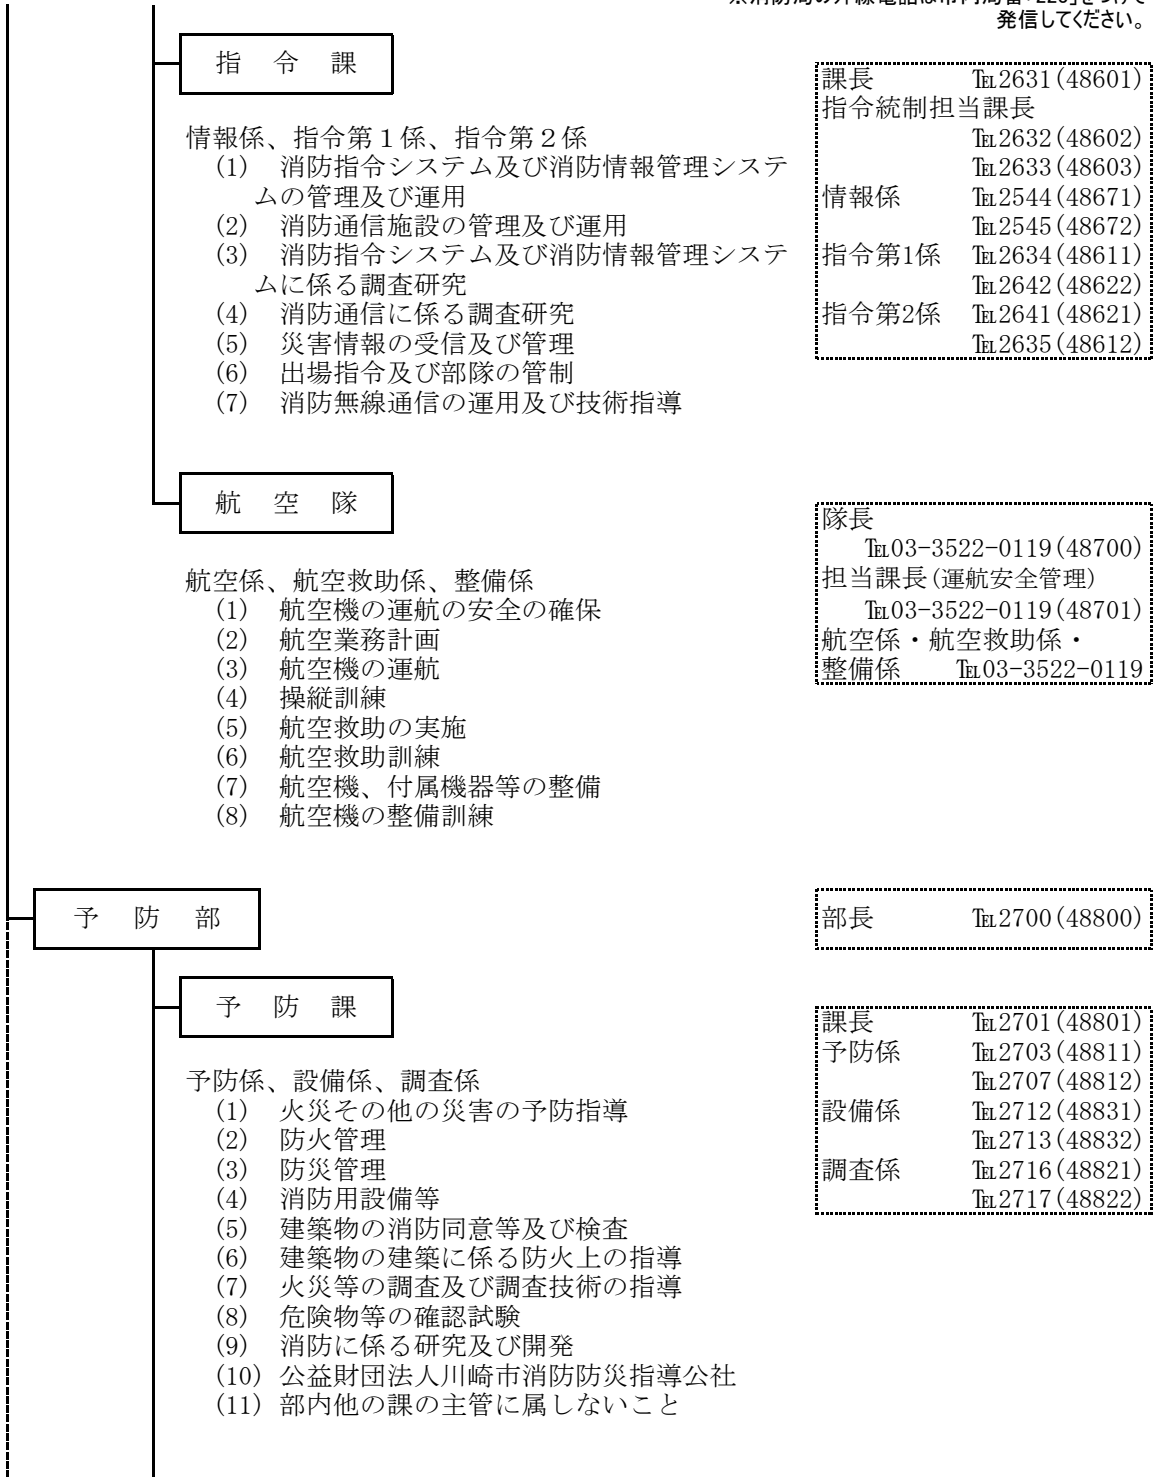 発信してください。
指　令　課
課長　℡2631(48601)
指令統制担当課長
℡2632(48602)
℡2633(48603)
情報係　℡2544(48671)
℡2545(48672)
指令第1係　℡2634(48611)
℡2642(48622)
指令第2係　℡2641(48621)
℡2635(48612)
情報係、指令第１係、指令第２係
(1)　消防指令システム及び消防情報管理システ
ムの管理及び運用
(2)　消防通信施設の管理及び運用
(3)　消防指令システム及び消防情報管理システ
ムに係る調査研究
(4)　消防通信に係る調査研究
(5)　災害情報の受信及び管理
(6)　出場指令及び部隊の管制
(7)　消防無線通信の運用及び技術指導
航　空　隊
隊長
℡03-3522-0119(48700)
担当課長(運航安全管理)
℡03-3522-0119(48701)
航空係・航空救助係・
整備係　℡03-3522-0119
航空係、航空救助係、整備係
(1)　航空機の運航の安全の確保
(2)　航空業務計画
(3)　航空機の運航
(4)　操縦訓練
(5)　航空救助の実施
(6)　航空救助訓練
(7)　航空機、付属機器等の整備
(8)　航空機の整備訓練
予　防　部
部長　℡2700(48800)
予　防　課
課長　℡2701(48801)
予防係　℡2703(48811)
℡2707(48812)
設備係　℡2712(48831)
℡2713(48832)
調査係　℡2716(48821)
℡2717(48822)
予防係、設備係、調査係
(1)　火災その他の災害の予防指導
(2)　防火管理
(3)　防災管理
(4)　消防用設備等
(5)　建築物の消防同意等及び検査
(6)　建築物の建築に係る防火上の指導
(7)　火災等の調査及び調査技術の指導
(8)　危険物等の確認試験
(9)　消防に係る研究及び開発
(10)　公益財団法人川崎市消防防災指導公社
(11)　部内他の課の主管に属しないこと